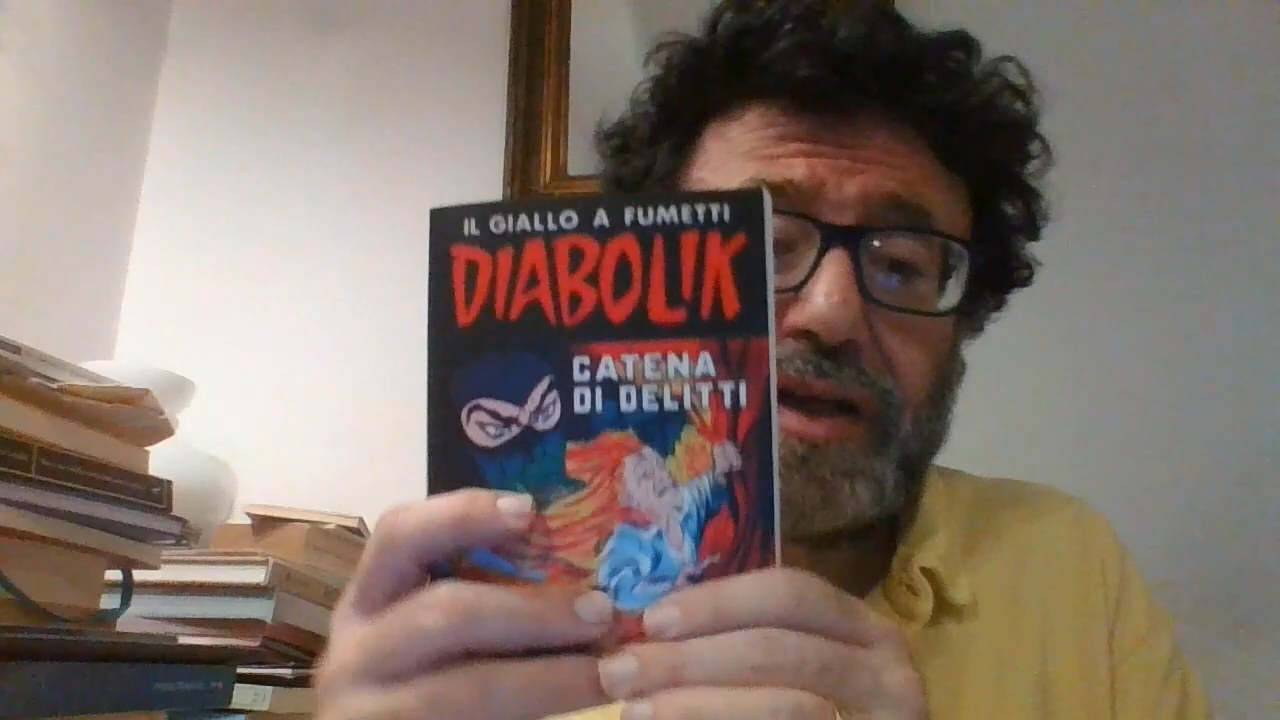 IL GIALLO A FUMETTI
DIABOLIK
CATENA
DI DELITTI